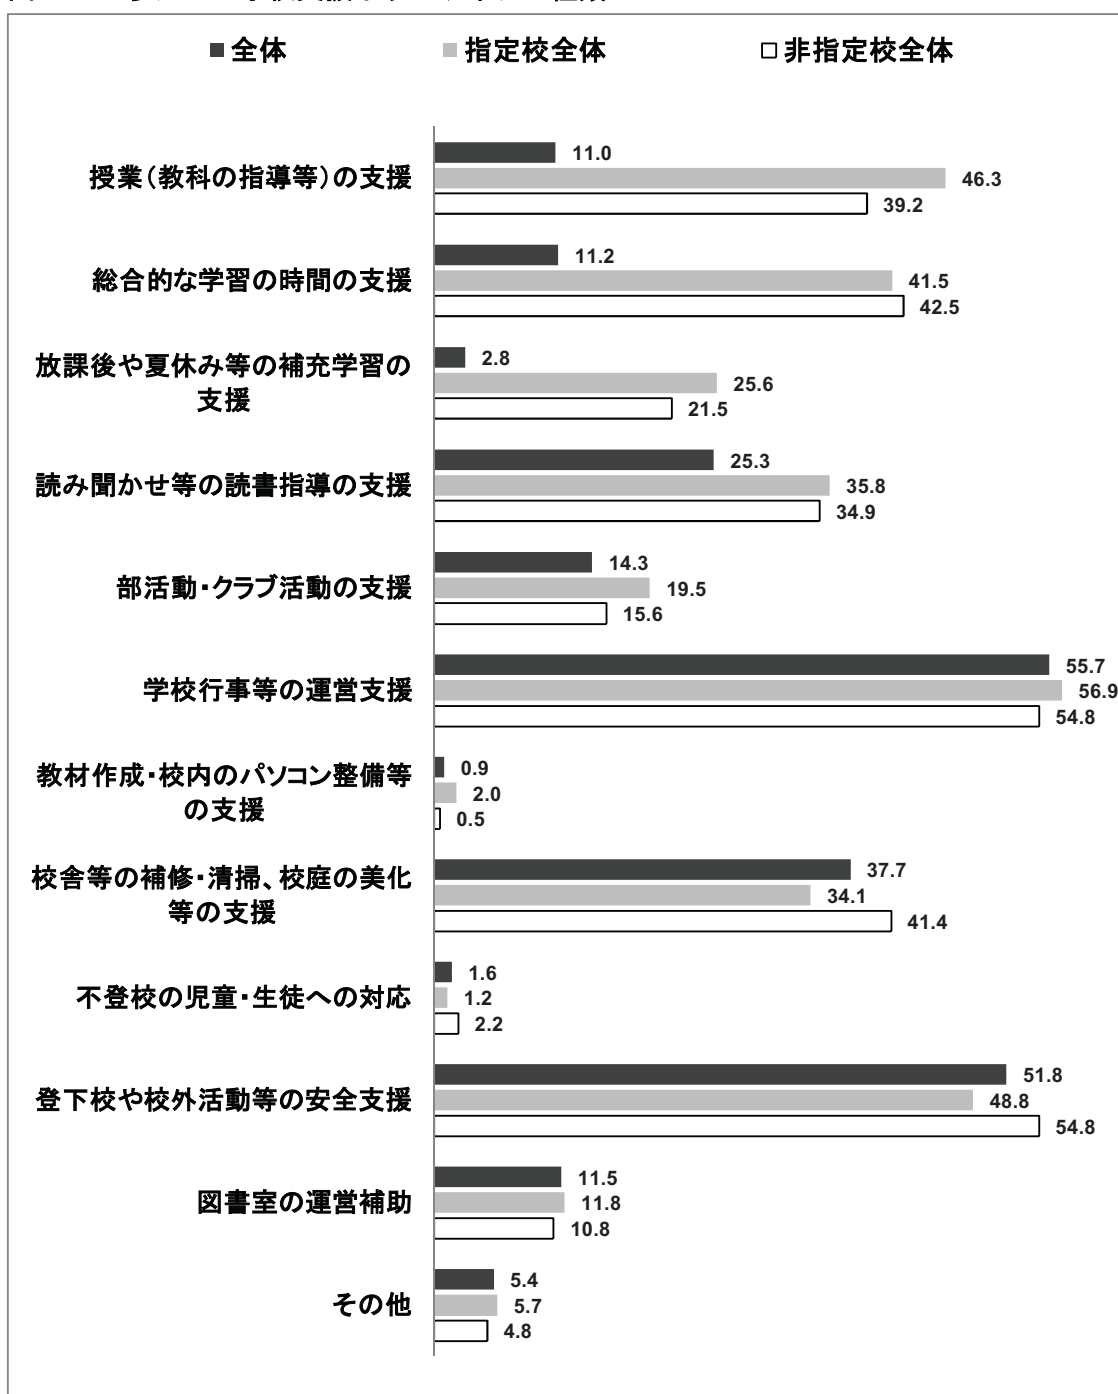 全体 指定校全体 非指定校全体
授業(教科の指導等)の支援
11.0
46.3
39.2
総合的な学習の時間の支援
11.2
41.5
42.5
放課後や夏休み等の補充学習の
支援
2.8
25.6
21.5
読み聞かせ等の読書指導の支援
25.3
35.8
34.9
部活動・クラブ活動の支援
14.3
19.5
15.6
学校行事等の運営支援
55.7
56.9
54.8
教材作成・校内のパソコン整備等
の支援
0.9
2.0
0.5
校舎等の補修・清掃、校庭の美化
等の支援
37.7
34.1
41.4
不登校の児童・生徒への対応
1.6
1.2
2.2
登下校や校外活動等の安全支援
51.8
48.8
54.8
図書室の運営補助
11.5
11.8
10.8
その他
5.4
5.7
4.8